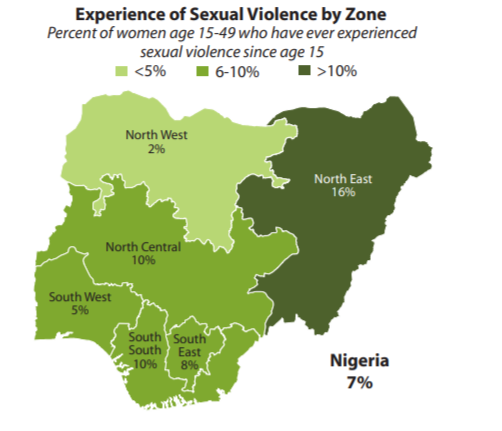 Experience of Sexual Violence by Zone
Percent of women age 15-49 who have ever experienced
sexual violence since age 15
<5% 6-10% >10%
North West
2%
North East
16%
North Central
10%
South West
5%
South
South
10%
South
East
8%
Nigeria
7%